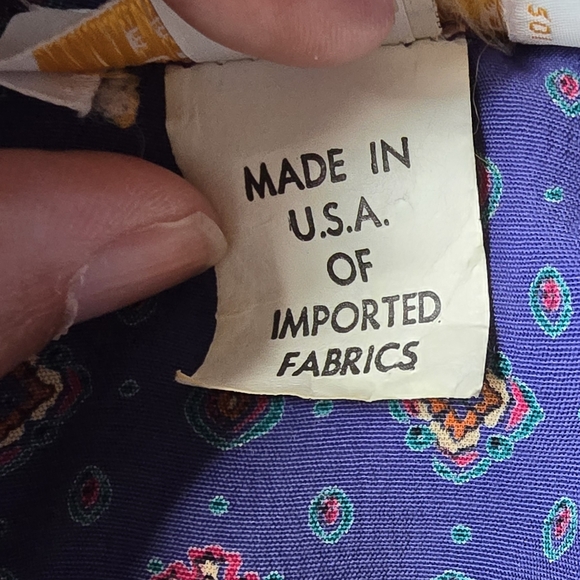 MADE IN
U.S.A.
OF
IMPORTED
FABRICS